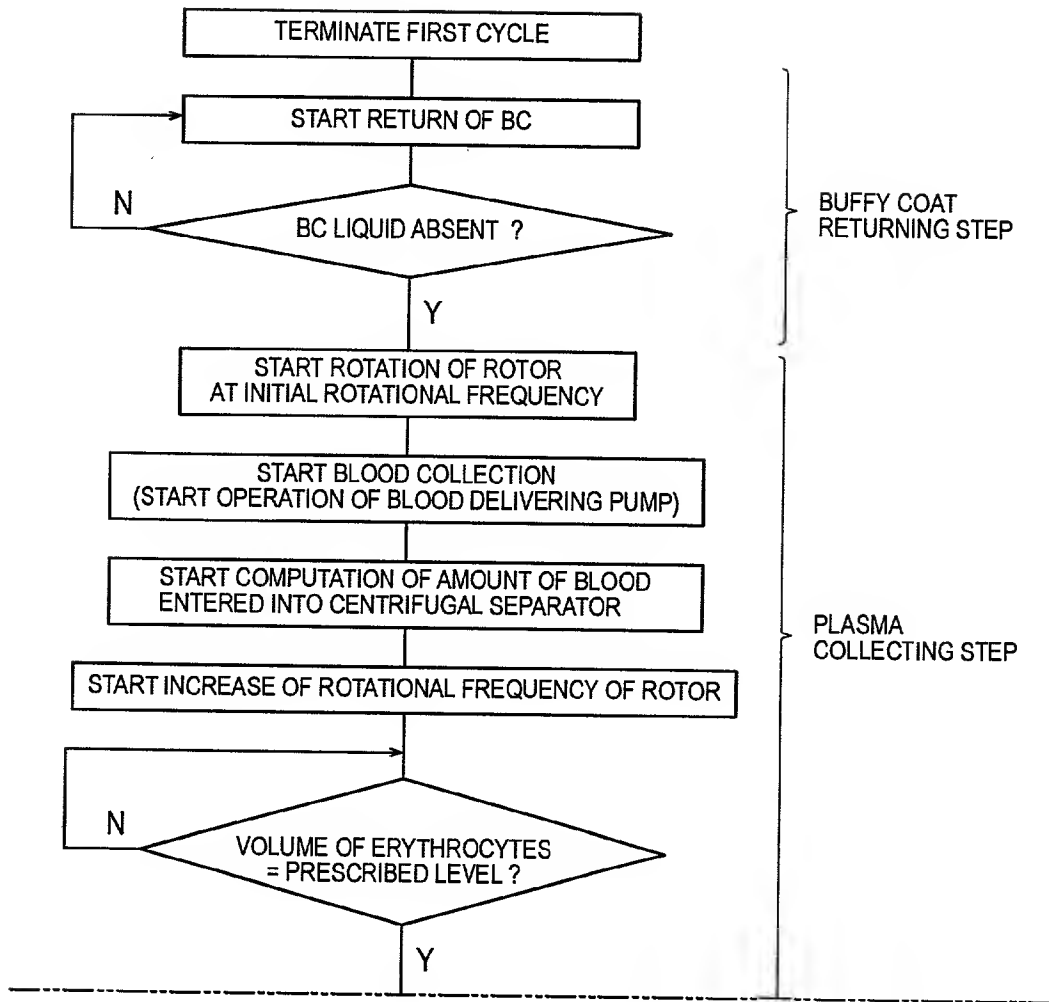 TERMINATE FIRST CYCLE
START RETURN OF BC
N
BC LIQUID ABSENT ?
BUFFY COAT
RETURNING STEP
Y
START ROTATION OF ROTOR
AT INITIAL ROTATIONAL FREQUENCY
START BLOOD COLLECTION
(START OPERATION OF BLOOD DELIVERING PUMP)
START COMPUTATION OF AMOUNT OF BLOOD
ENTERED INTO CENTRIFUGAL SEPARATOR
PLASMA
COLLECTING STEP
START INCREASE OF ROTATIONAL FREQUENCY OF ROTOR
N
VOLUME OF ERYTHROCYTES
= PRESCRIBED LEVEL ?
Y